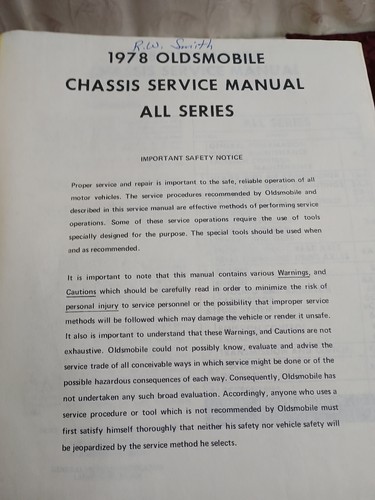 R.W. Smith
1978 OLDSMOBILE
CHASSIS SERVICE MANUAL
ALL SERIES
IMPORTANT SAFETY NOTICE
Proper service and repair is important to the safe, reliable operation of all
motor vehicles. The service procedures recommended by Oldsmobile and
described in this service manual are effective methods of performing service
operations. Some of these service operations require the use of tools
specially designed for the purpose. The special tools should be used when
and as recommended.
It is important to note that this manual contains various Warnings, and
Cautions which should be carefully read in order to minimize the risk of
personal injury to service personnel or the possibility that improper service
methods will be followed which may damage the vehicle or render it unsafe.
It also is important to understand that these Warnings, and Cautions are not
exhaustive. Oldsmobile could not possibly know, evaluate and advise the
service trade of all conceivable ways in which service might be done or of the
possible hazardous consequences of each way. Consequently, Oldsmobile has
not undertaken any such broad evaluation. Accordingly, anyone who uses a
service procedure or tool which is not recommended by Oldsmobile must
first satisfy himself thoroughly that neither his safety nor vehicle safety will
be jeopardized by the service method he selects.